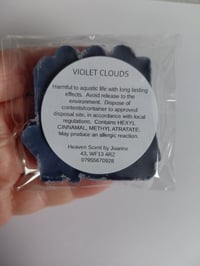 VIOLET CLOUDS
Harmful to aquatic life with long lasting
effects. Avoid release to the
environment. Dispose of
contents/container to approved
disposal site, in accordance with local
regulations. Contains HEXYL
CINNAMAL, METHYL ATRATATE.
May produce an allergic reaction.
Heaven Scent by Joanne
43, WF13 4RZ
07955670928